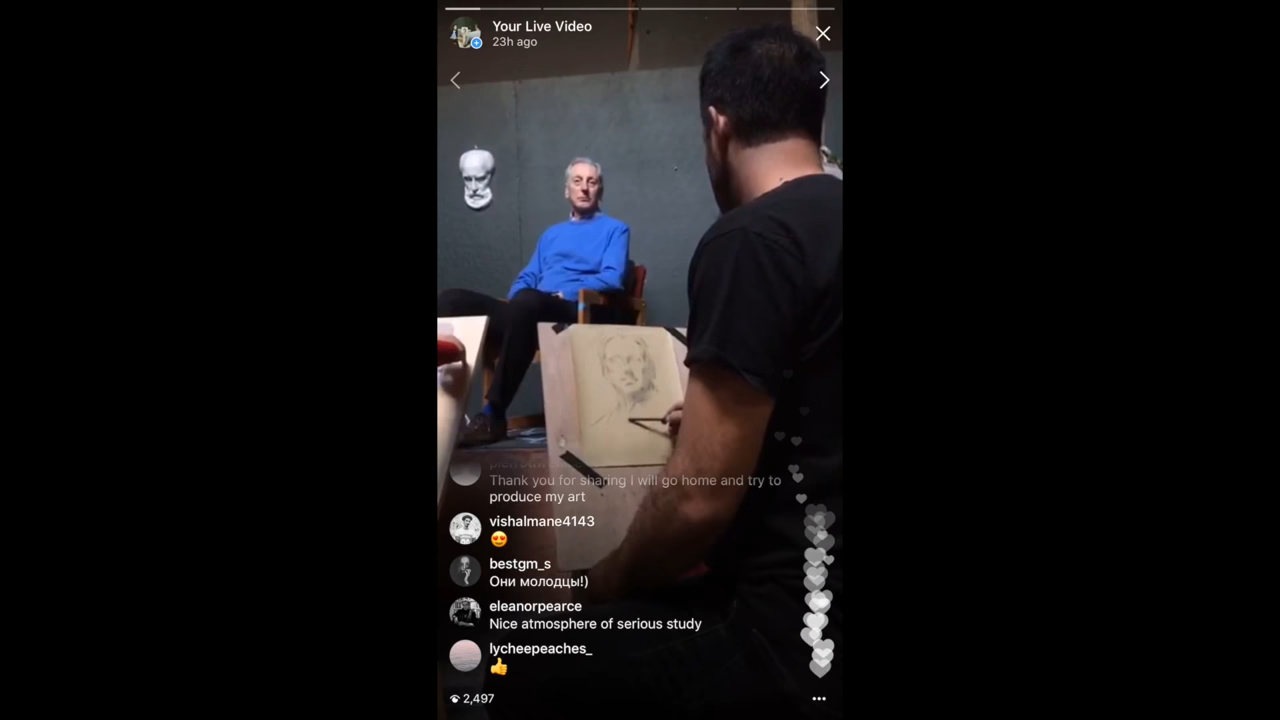 Your Live Video
23h ago
Thank you for sharing I will go home and try to
produce my art
vishalmane4143
😍
bestgm_s
Они молодцы!)
eleanorpearce
Nice atmosphere of serious study
lycheepeaches_
👍
2,497